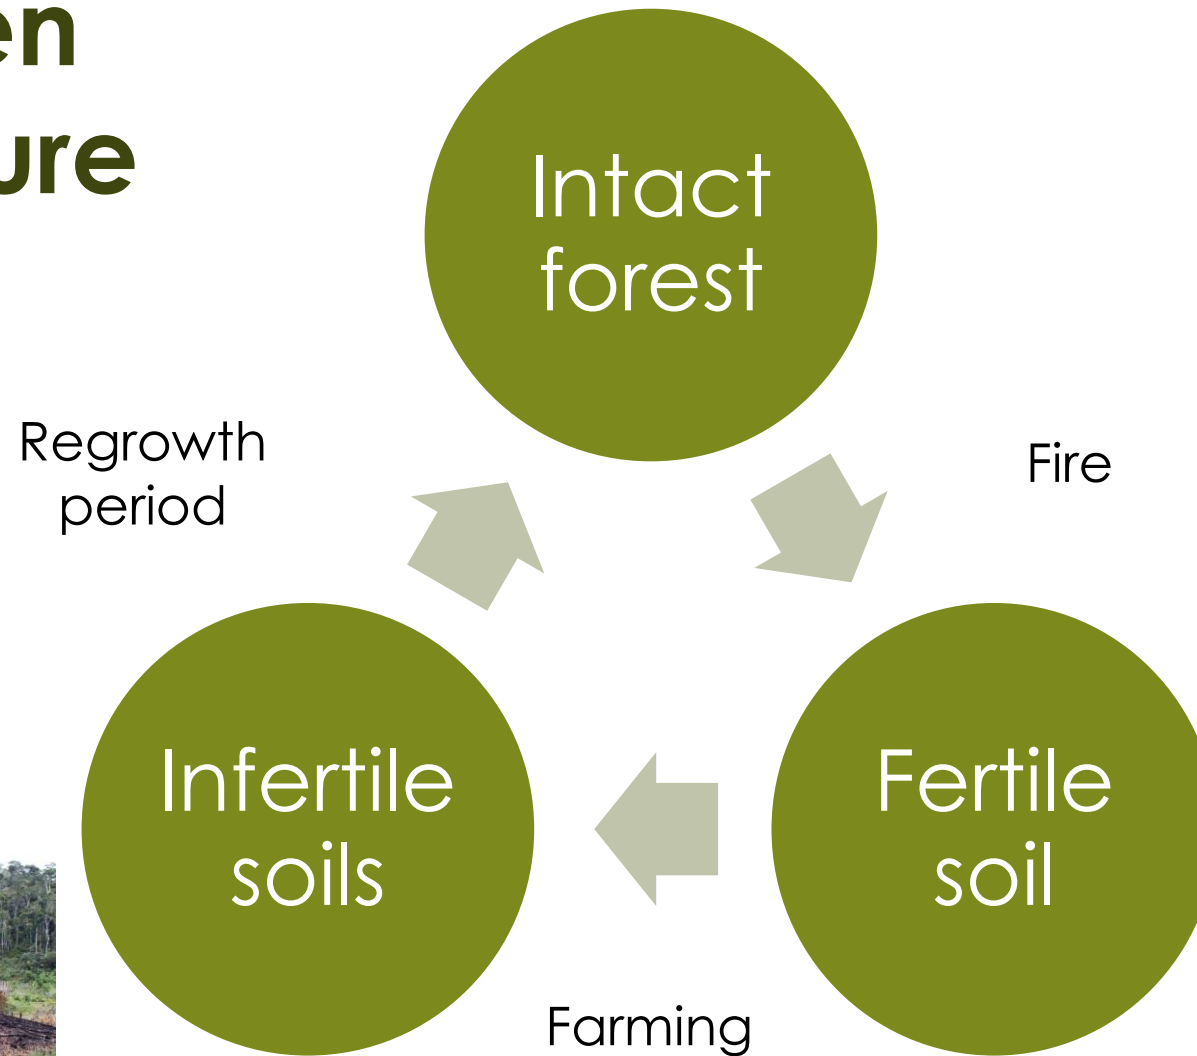 en
ure
Intact
forest
Regrowth
period
Fire
Infertile
soils
Fertile
soil
Farming